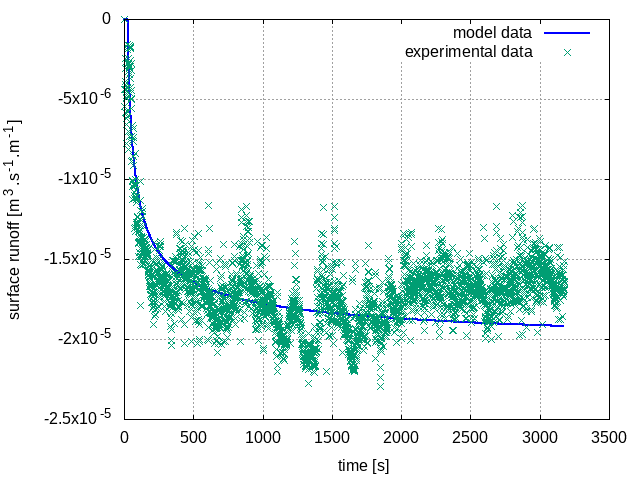 model data
experimental data
0
-5x10⁻⁶
-1x10⁻⁵
-1.5x10⁻⁵
-2x10⁻⁵
-2.5x10⁻⁵
surface runoff [m³.s⁻¹.m⁻¹]
0 500 1000 1500 2000 2500 3000 3500
time [s]